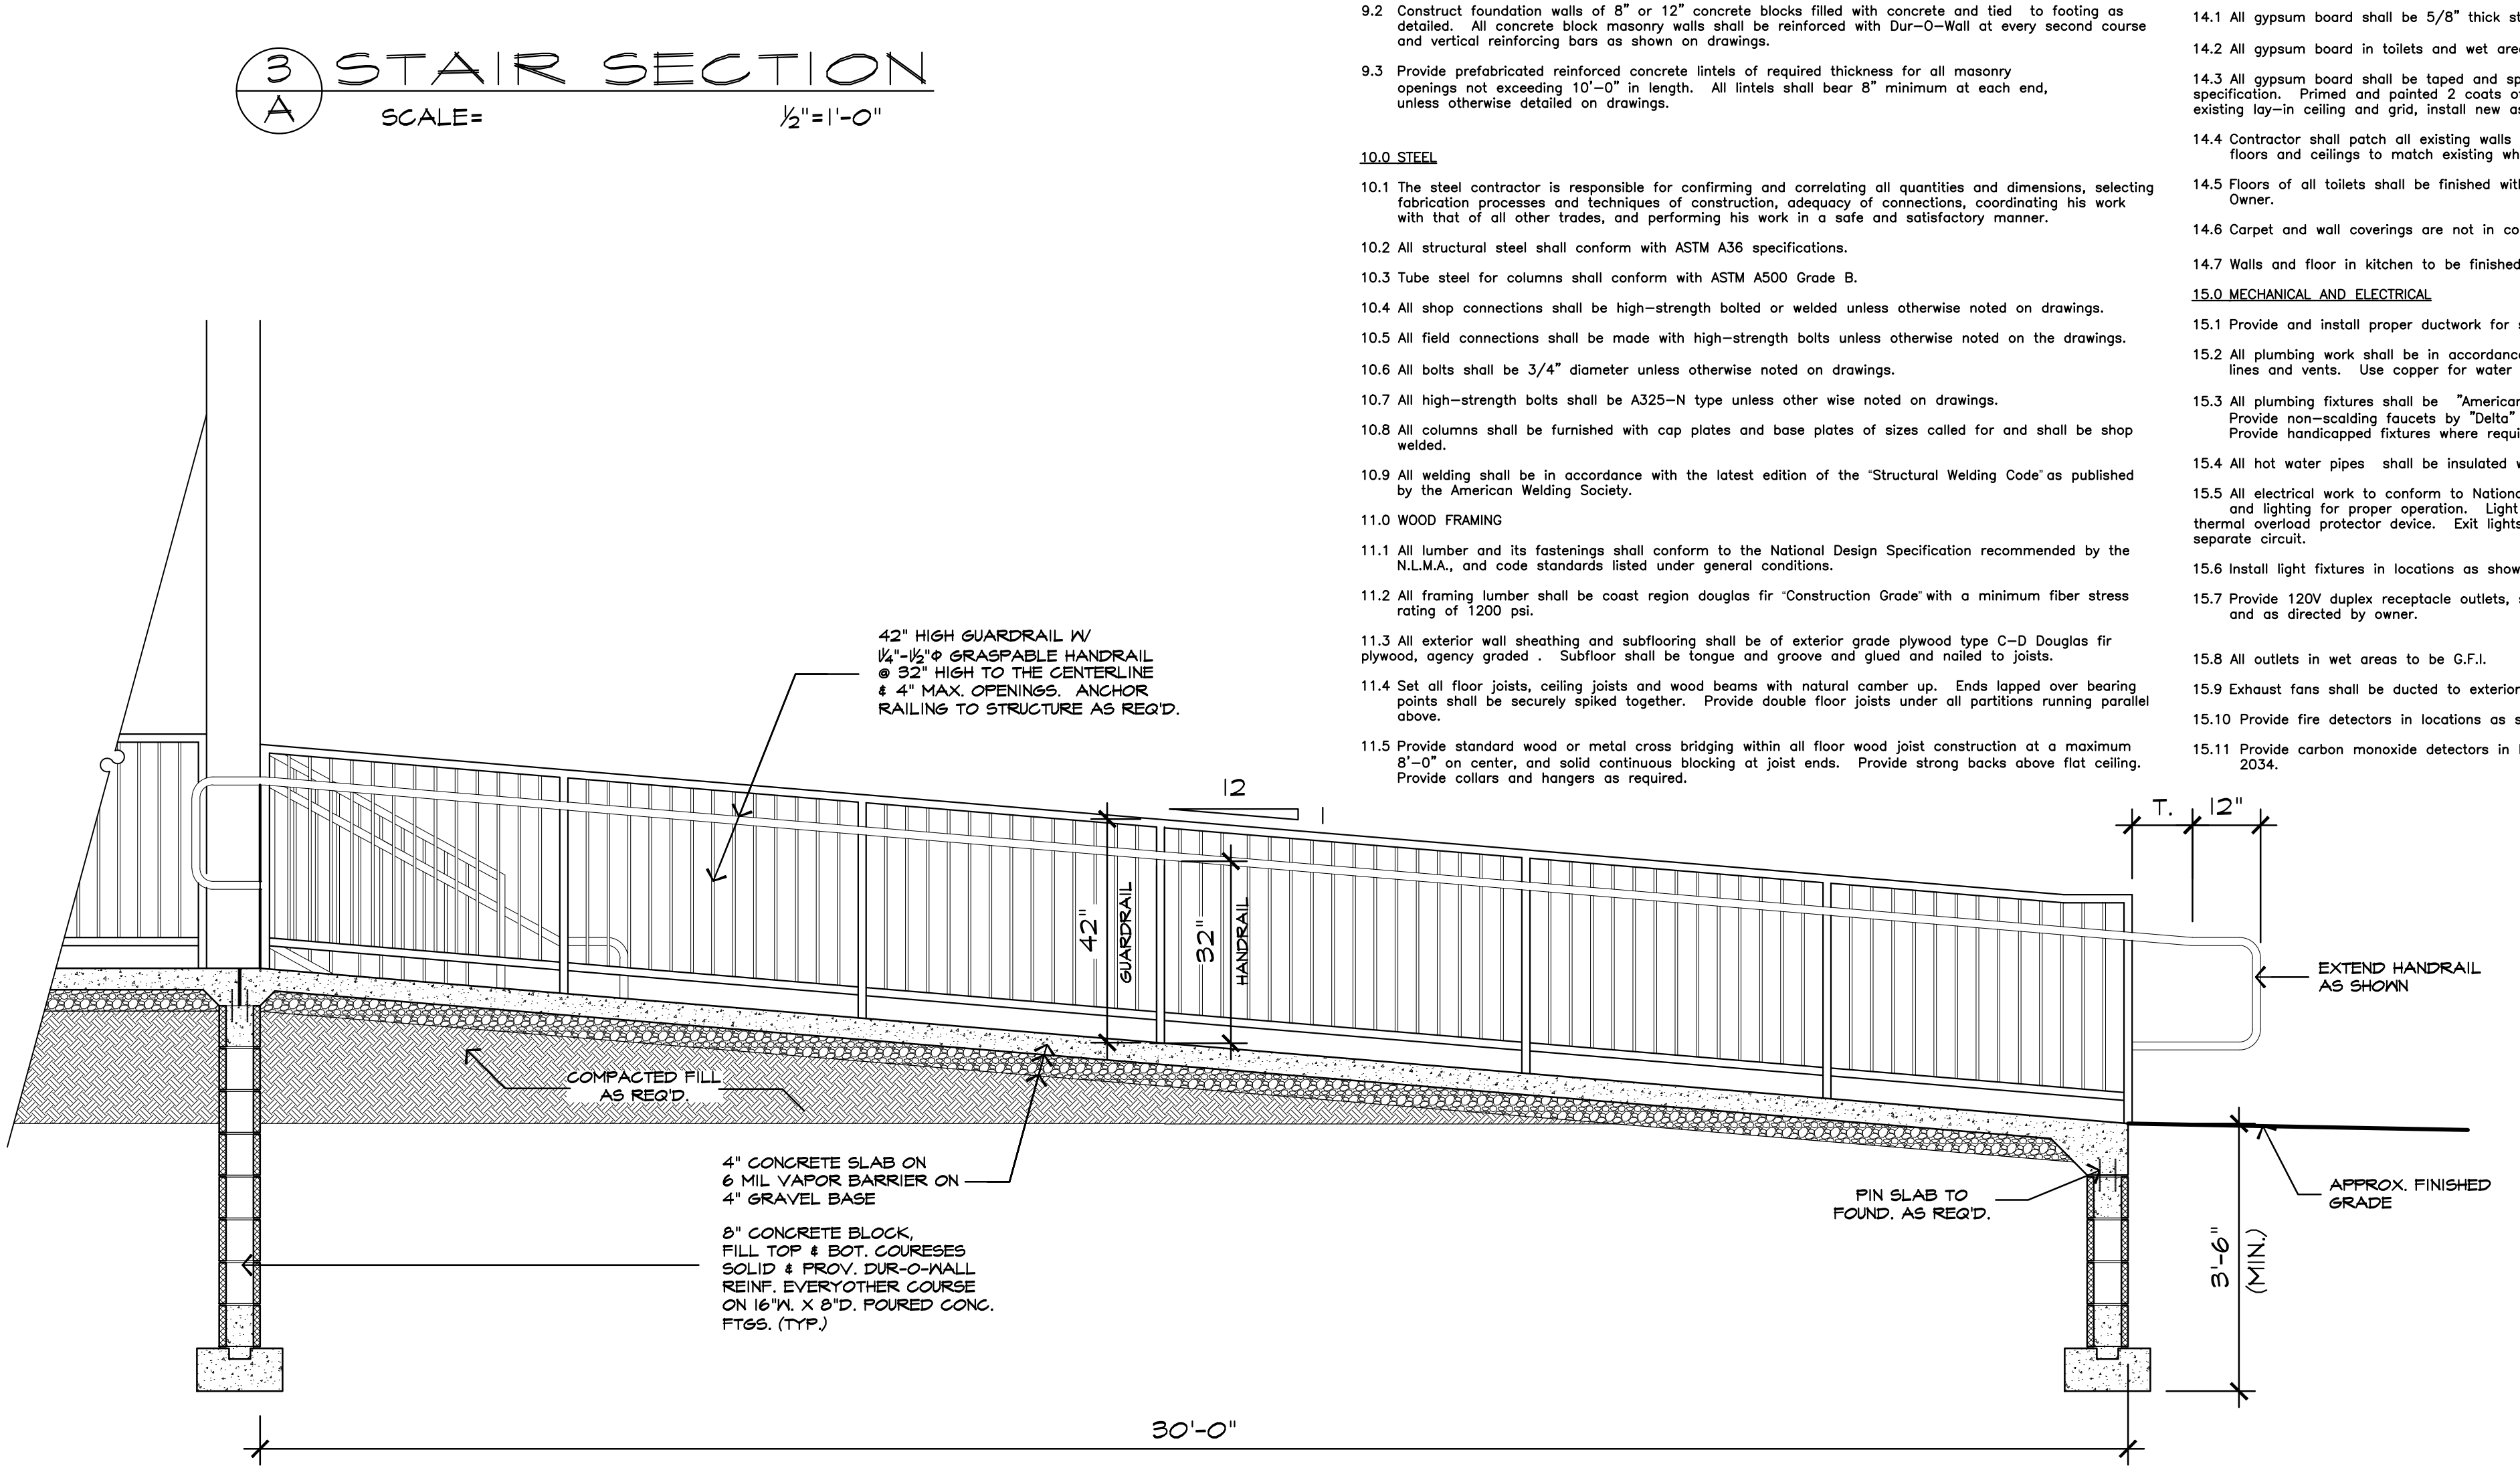 3
A
STAIR SECTION
SCALE= ½"=1'-0"
9.2 Construct foundation walls of 8” or 12” concrete blocks filled with concrete and tied to footing as
detailed. All concrete block masonry walls shall be reinforced with Dur-O-Wall at every second course
and vertical reinforcing bars as shown on drawings.
9.3 Provide prefabricated reinforced concrete lintels of required thickness for all masonry
openings not exceeding 10'-0” in length. All lintels shall bear 8” minimum at each end,
unless otherwise detailed on drawings.
10.0 STEEL
10.1 The steel contractor is responsible for confirming and correlating all quantities and dimensions, selecting
fabrication processes and techniques of construction, adequacy of connections, coordinating his work
with that of all other trades, and performing his work in a safe and satisfactory manner.
10.2 All structural steel shall conform with ASTM A36 specifications.
10.3 Tube steel for columns shall conform with ASTM A500 Grade B.
10.4 All shop connections shall be high-strength bolted or welded unless otherwise noted on drawings.
10.5 All field connections shall be made with high-strength bolts unless otherwise noted on the drawings.
10.6 All bolts shall be 3/4” diameter unless otherwise noted on drawings.
10.7 All high-strength bolts shall be A325-N type unless other wise noted on drawings.
10.8 All columns shall be furnished with cap plates and base plates of sizes called for and shall be shop
welded.
10.9 All welding shall be in accordance with the latest edition of the “Structural Welding Code” as published
by the American Welding Society.
11.0 WOOD FRAMING
11.1 All lumber and its fastenings shall conform to the National Design Specification recommended by the
N.L.M.A., and code standards listed under general conditions.
11.2 All framing lumber shall be coast region douglas fir “Construction Grade” with a minimum fiber stress
rating of 1200 psi.
11.3 All exterior wall sheathing and subflooring shall be of exterior grade plywood type C-D Douglas fir
plywood, agency graded . Subfloor shall be tongue and groove and glued and nailed to joists.
11.4 Set all floor joists, ceiling joists and wood beams with natural camber up. Ends lapped over bearing
points shall be securely spiked together. Provide double floor joists under all partitions running parallel
above.
11.5 Provide standard wood or metal cross bridging within all floor wood joist construction at a maximum
8'-0” on center, and solid continuous blocking at joist ends. Provide strong backs above flat ceiling.
Provide collars and hangers as required.
14.1 All gypsum board shall be 5/8” thick
14.2 All gypsum board in toilets and wet
14.3 All gypsum board shall be taped and
specification. Primed and painted 2 coats
existing lay-in ceiling and grid, install new
14.4 Contractor shall patch all existing walls
floors and ceilings to match existing
14.5 Floors of all toilets shall be finished
Owner.
14.6 Carpet and wall coverings are not in
14.7 Walls and floor in kitchen to be finished
15.0 MECHANICAL AND ELECTRICAL
15.1 Provide and install proper ductwork for
15.2 All plumbing work shall be in
lines and vents. Use copper for water
15.3 All plumbing fixtures shall be ”American
Provide non-scalding faucets by ”Delta”
Provide handicapped fixtures where
15.4 All hot water pipes shall be insulated
15.5 All electrical work to conform to
and lighting for proper operation. Light
thermal overload protector device. Exit lights
separate circuit.
15.6 Install light fixtures in locations as
15.7 Provide 120V duplex receptacle outlets,
and as directed by owner.
15.8 All outlets in wet areas to be G.F.I.
15.9 Exhaust fans shall be ducted to exterior
15.10 Provide fire detectors in locations as
15.11 Provide carbon monoxide detectors in
2034.
42" HIGH GUARDRAIL W/
1¼"-1½"Φ GRASPABLE HANDRAIL
@ 32" HIGH TO THE CENTERLINE
& 4" MAX. OPENINGS. ANCHOR
RAILING TO STRUCTURE AS REQ'D.
12
1
T. 12"
42"
GUARDRAIL
32"
HANDRAIL
EXTEND HANDRAIL
AS SHOWN
COMPACTED FILL
AS REQ'D.
4" CONCRETE SLAB ON
6 MIL VAPOR BARRIER ON
4" GRAVEL BASE
8" CONCRETE BLOCK,
FILL TOP & BOT. COURESES
SOLID & PROV. DUR-O-WALL
REINF. EVERYOTHER COURSE
ON 16"W. X 8"D. POURED CONC.
FTGS. (TYP.)
PIN SLAB TO
FOUND. AS REQ'D.
APPROX. FINISHED
GRADE
3'-6"
(MIN.)
30'-0"